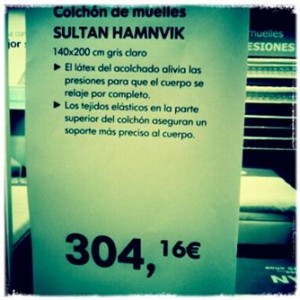 Colchón de muelles
SULTAN HAMNVIK
140x200 cm gris claro
► El látex del acolchado alivia las
presiones para que el cuerpo se
relaje por completo.
► Los tejidos elásticos en la parte
superior del colchón aseguran un
soporte más preciso al cuerpo.
304,16€
muelles
ESIONES